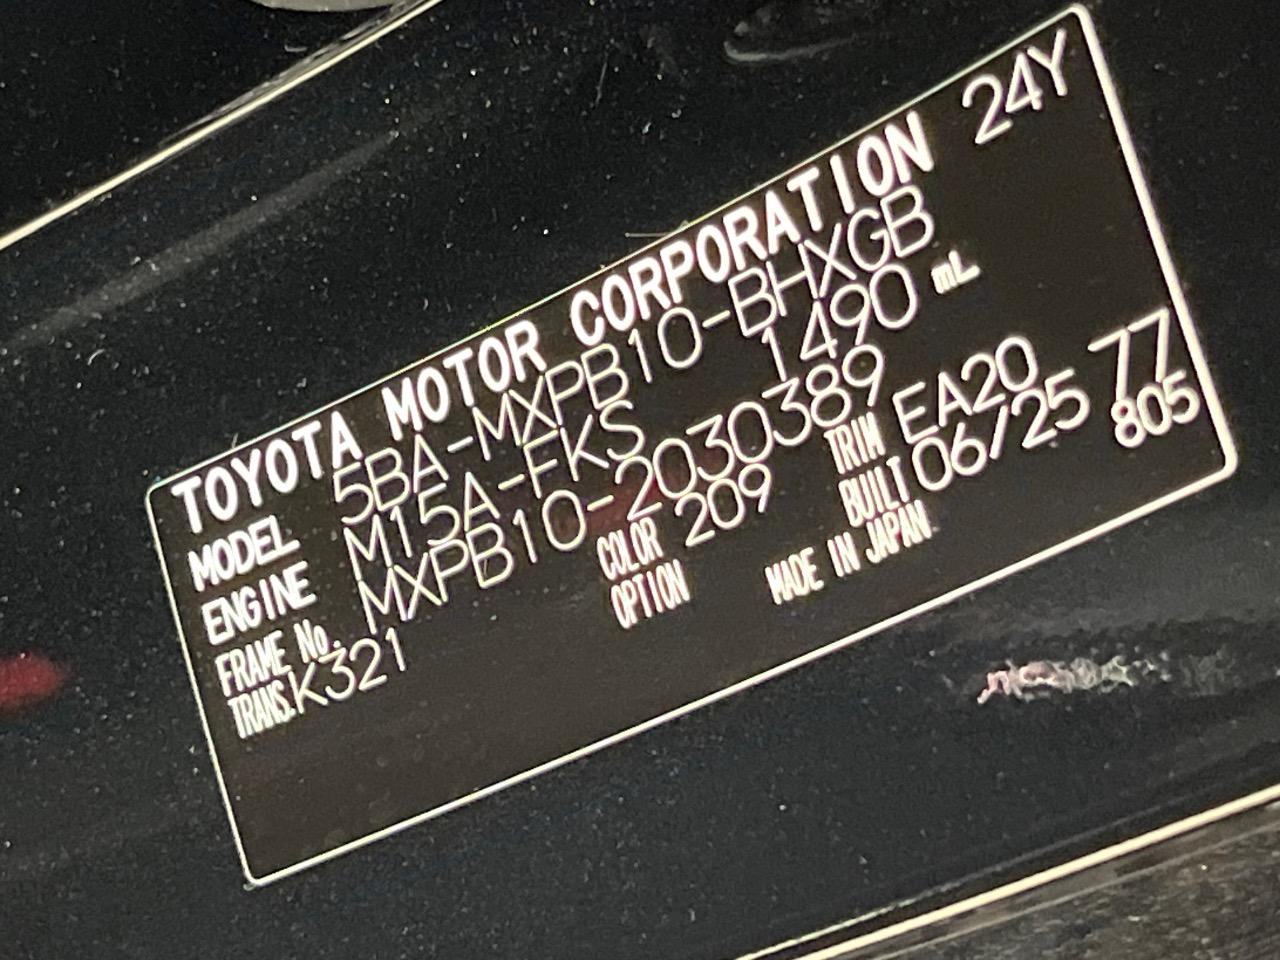 TOYOTA MOTOR CORPORATION 24Y
MODEL 5BA-MXPB10-BHXGB
ENGINE M15A-FKS 1490 mL
FRAME No. MXPB10-2030389
TRANS. K321 COLOR 209 TRIM EA20 77
OPTION BUILT 06/25 805
MADE IN JAPAN